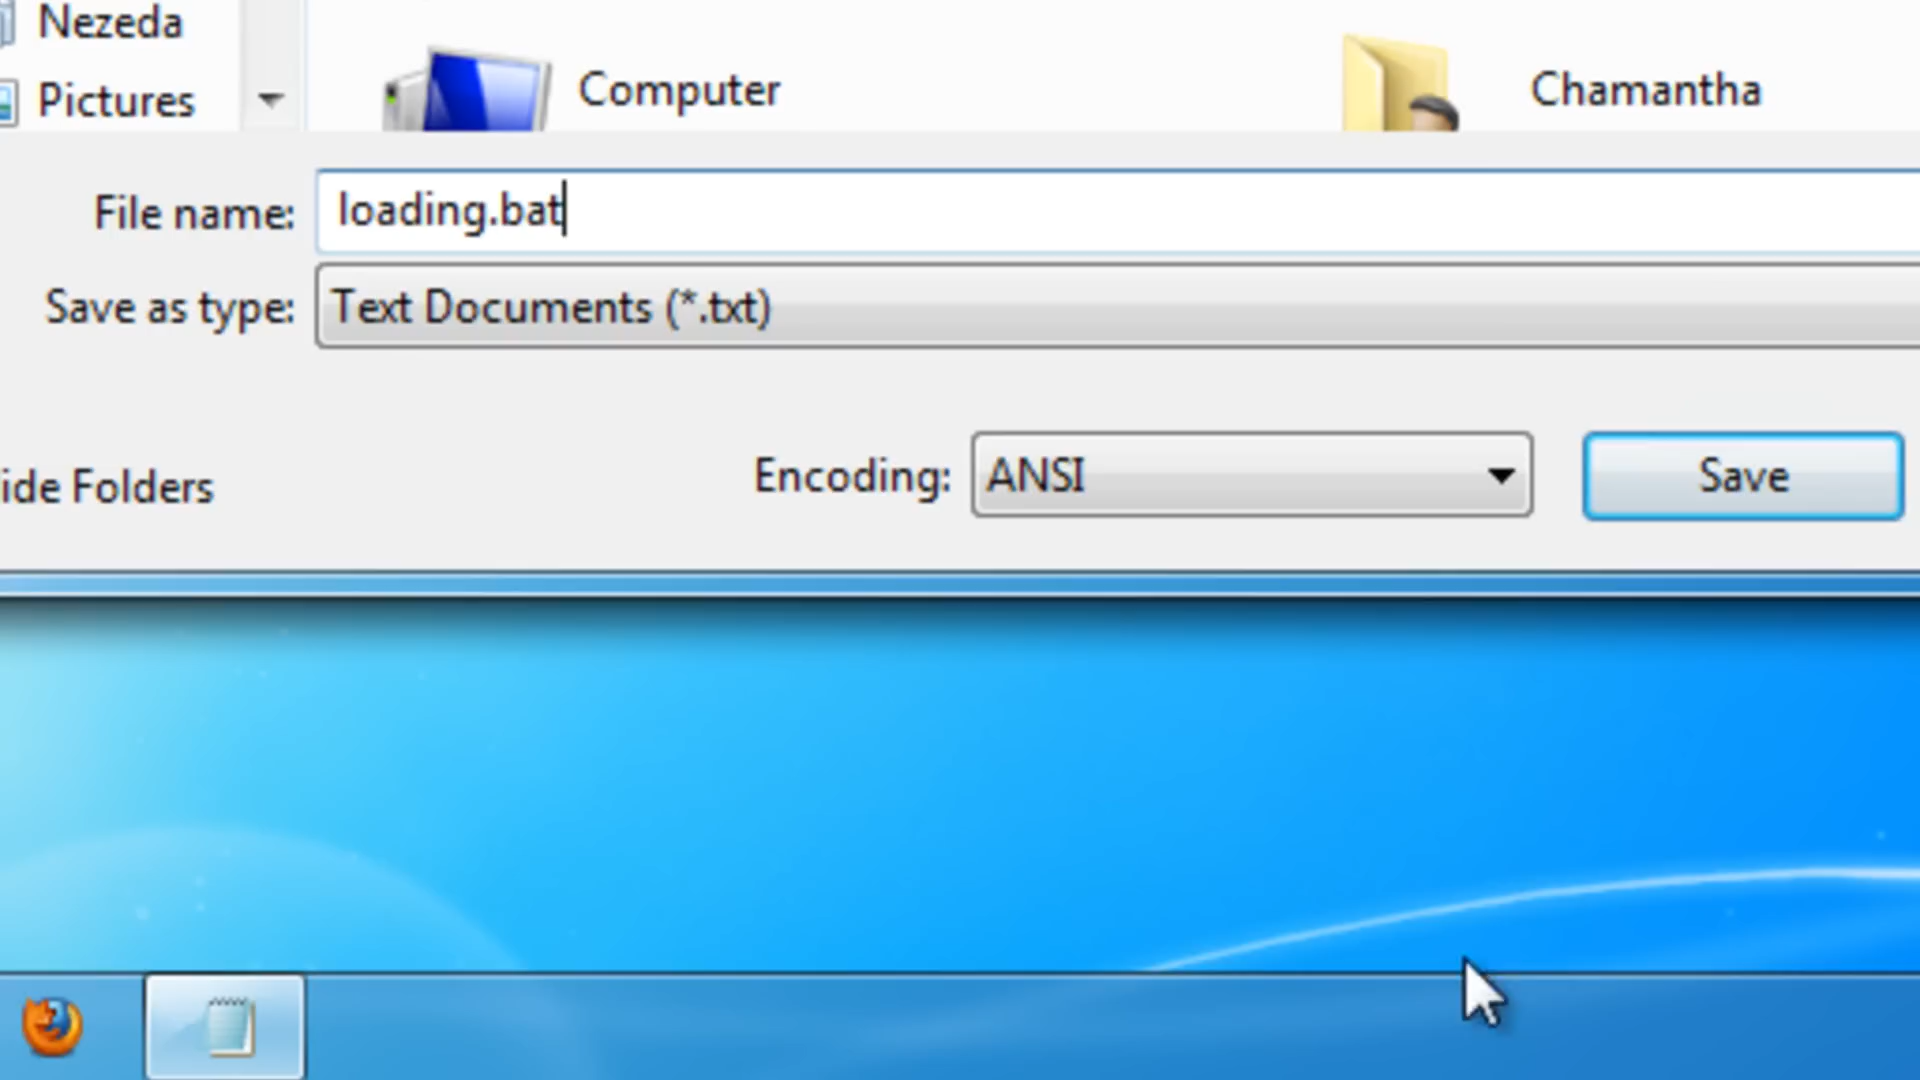 Nezeda
Pictures
Computer
Chamantha
File name: loading.bat
Save as type: Text Documents (*.txt)
ide Folders
Encoding: ANSI
Save